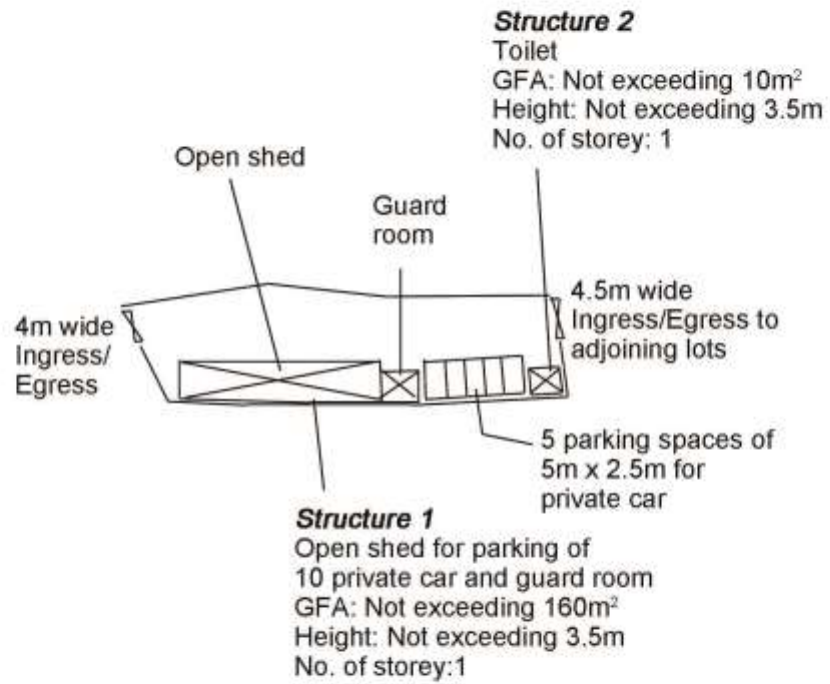 Structure 2
Toilet
GFA: Not exceeding 10m²
Height: Not exceeding 3.5m
No. of storey: 1
Open shed
Guard
room
4m wide
Ingress/
Egress
4.5m wide
Ingress/Egress to
adjoining lots
5 parking spaces of
5m x 2.5m for
private car
Structure 1
Open shed for parking of
10 private car and guard room
GFA: Not exceeding 160m²
Height: Not exceeding 3.5m
No. of storey:1